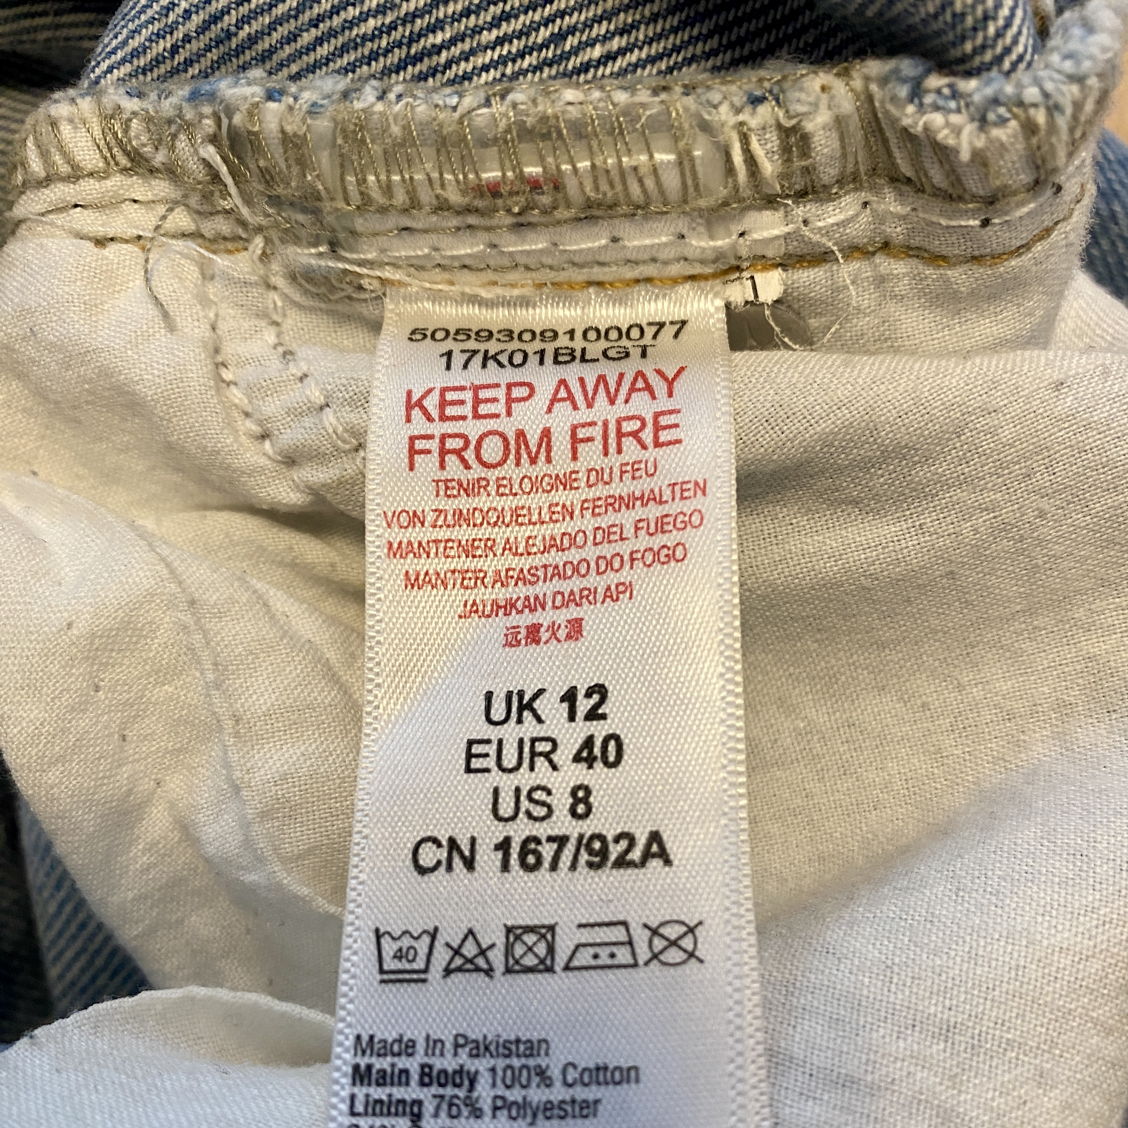 1
5059309100077
17K01BLGT
KEEP AWAY
FROM FIRE
TENIR ELOIGNE DU FEU
VON ZUNDQUELLEN FERNHALTEN
MANTENER ALEJADO DEL FUEGO
MANTER AFASTADO DO FOGO
JAUHKAN DARI API
远离火源
UK 12
EUR 40
US 8
CN 167/92A
40
Made In Pakistan
Main Body 100% Cotton
Lining 76% Polyester